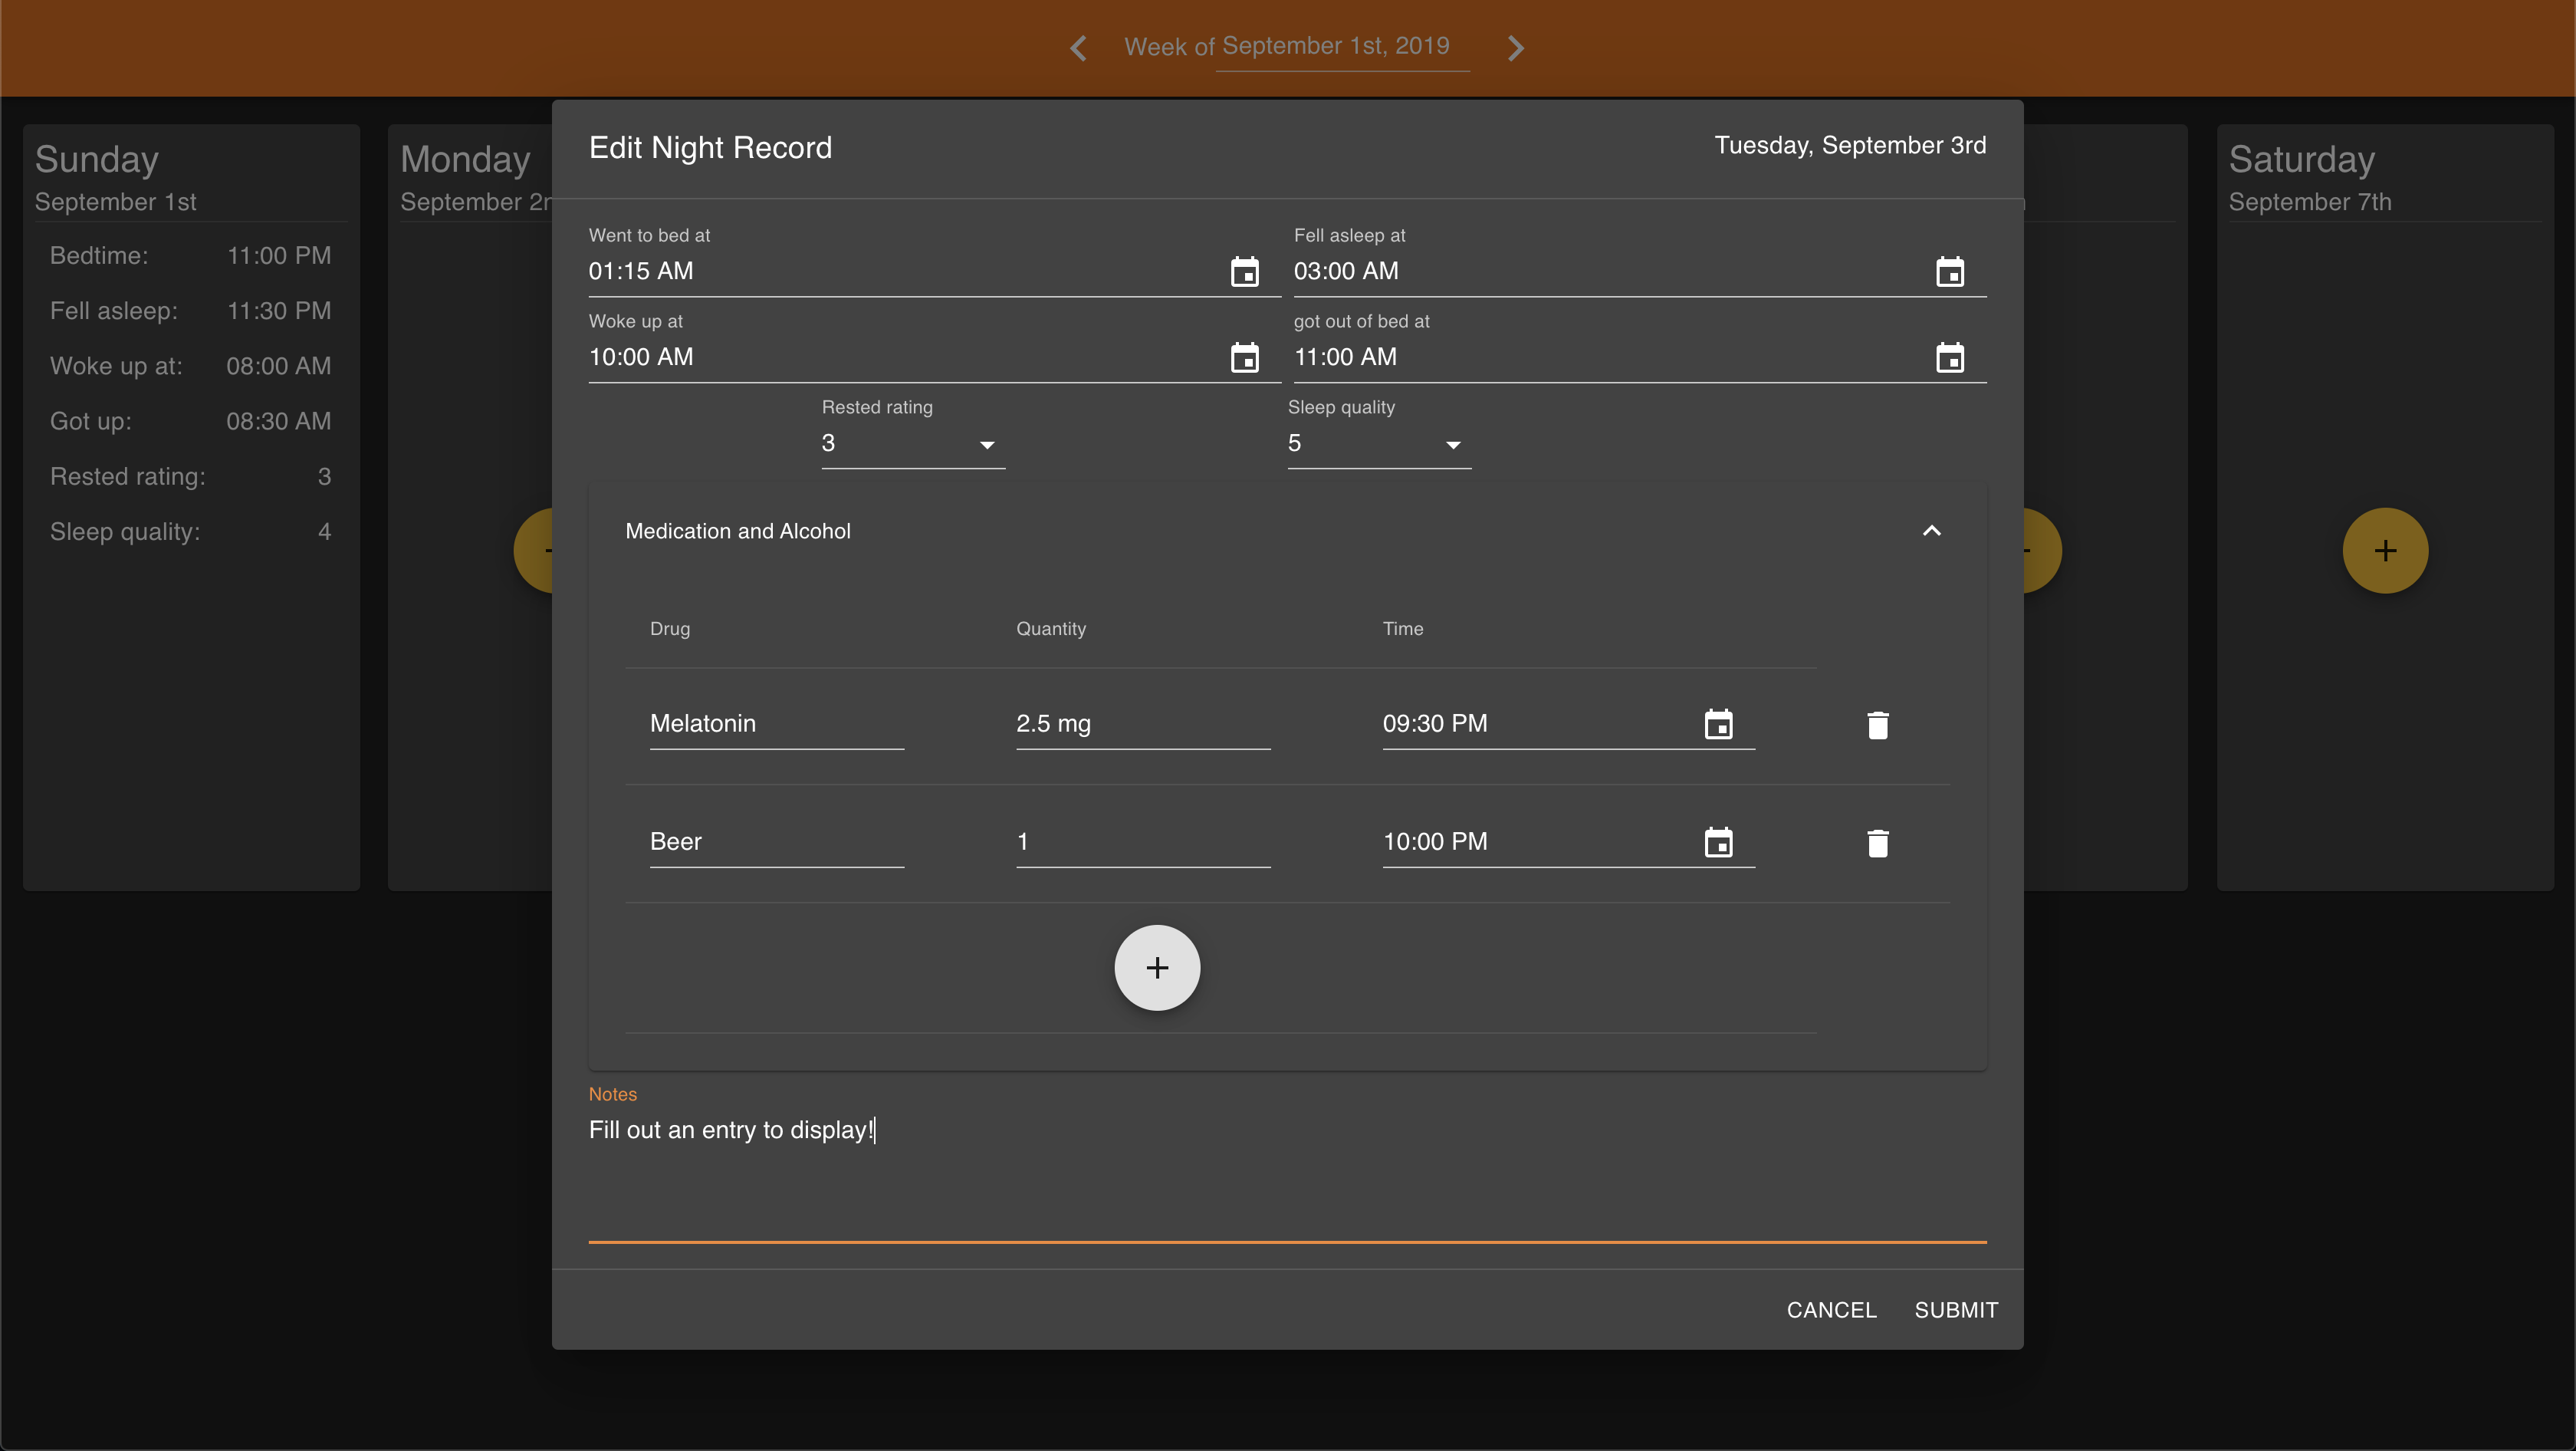 Week of September 1st, 2019
Sunday
September 1st
Bedtime: 11:00 PM
Fell asleep: 11:30 PM
Woke up at: 08:00 AM
Got up: 08:30 AM
Rested rating: 3
Sleep quality: 4
Monday
September
Edit Night Record
Tuesday, September 3rd
Went to bed at
01:15 AM
Fell asleep at
03:00 AM
Woke up at
10:00 AM
got out of bed at
11:00 AM
Rested rating
3
Sleep quality
5
Medication and Alcohol
Drug Quantity Time
Melatonin 2.5 mg 09:30 PM
Beer 1 10:00 PM
+
Notes
Fill out an entry to display!
CANCEL SUBMIT
Saturday
September 7th
+